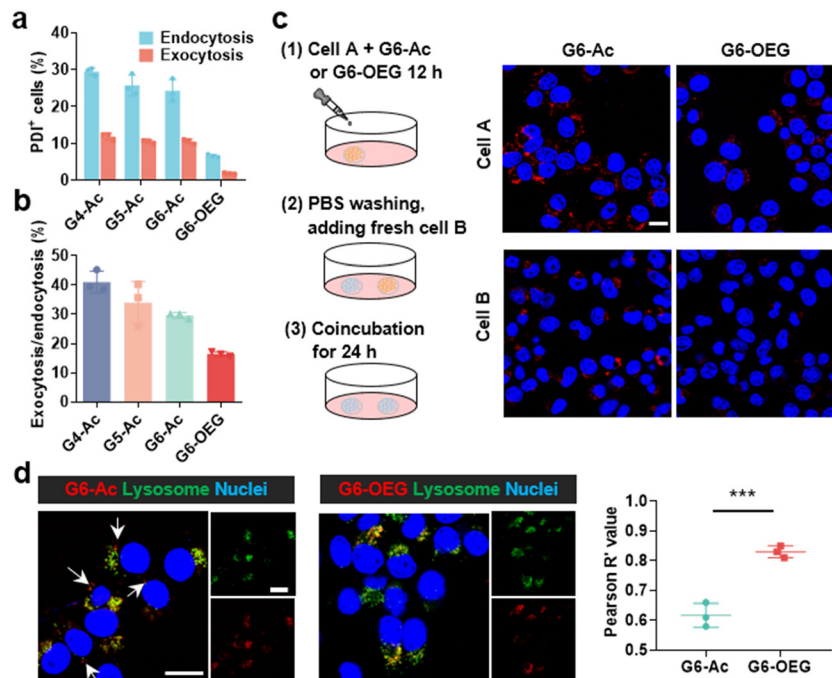 a
40
30
20
10
0
PDI+ cells (%)
Endocytosis
Exocytosis
G4-Ac
G5-Ac
G6-Ac
G6-OEG
b
50
40
30
20
10
0
Exocytosis/endocytosis (%)
G4-Ac
G5-Ac
G6-Ac
G6-OEG
c
(1) Cell A + G6-Ac
or G6-OEG 12 h
(2) PBS washing,
adding fresh cell B
(3) Coincubation
for 24 h
G6-Ac
G6-OEG
Cell A
Cell B
d
G6-Ac Lysosome Nuclei
G6-OEG Lysosome Nuclei
1.0
0.9
0.8
0.7
0.6
0.5
Pearson R' value
***
G6-Ac
G6-OEG